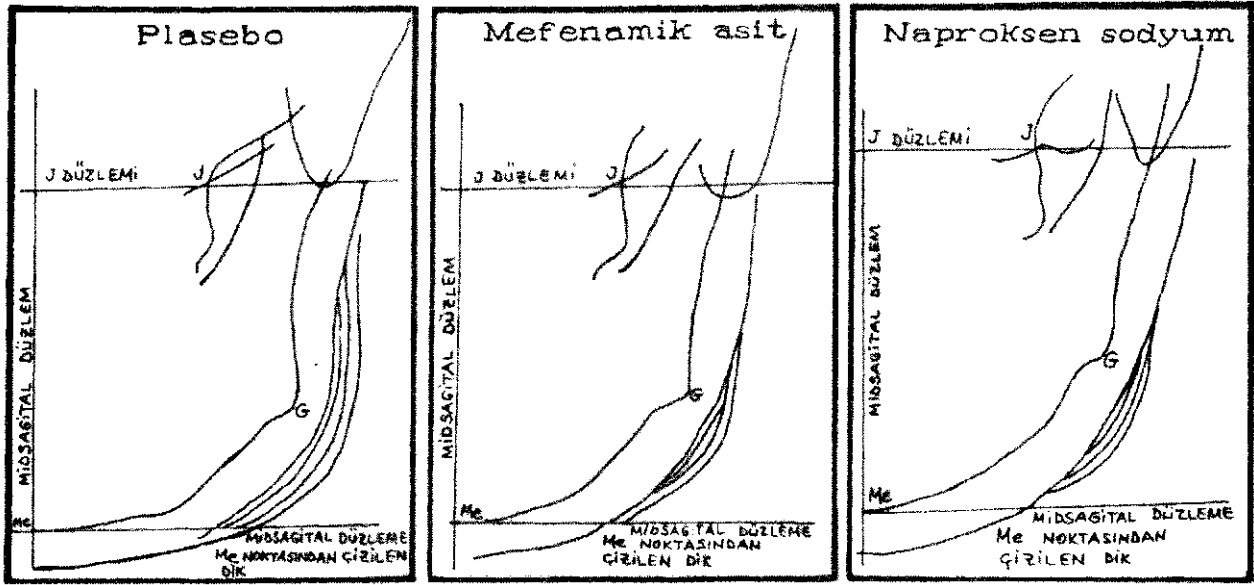 Plasebo
J DÜZLEMİ
J
MİDSAGİTAL DÜZLEM
G
Me
MİDSAGİTAL DÜZLEME
Me NOKTASINDAN ÇİZİLEN
DİK
Mefenamik asit
J DÜZLEMİ
J
MİDSAGİTAL DÜZLEM
G
Me
MİDSAGİTAL DÜZLEME
Me NOKTASINDAN
ÇİZİLEN DİK
Naproksen sodyum
J DÜZLEMİ
J
MİDSAGİTAL DÜZLEM
G
Me
MİDSAGİTAL DÜZLEME
Me NOKTASINDAN
ÇİZİLEN DİK